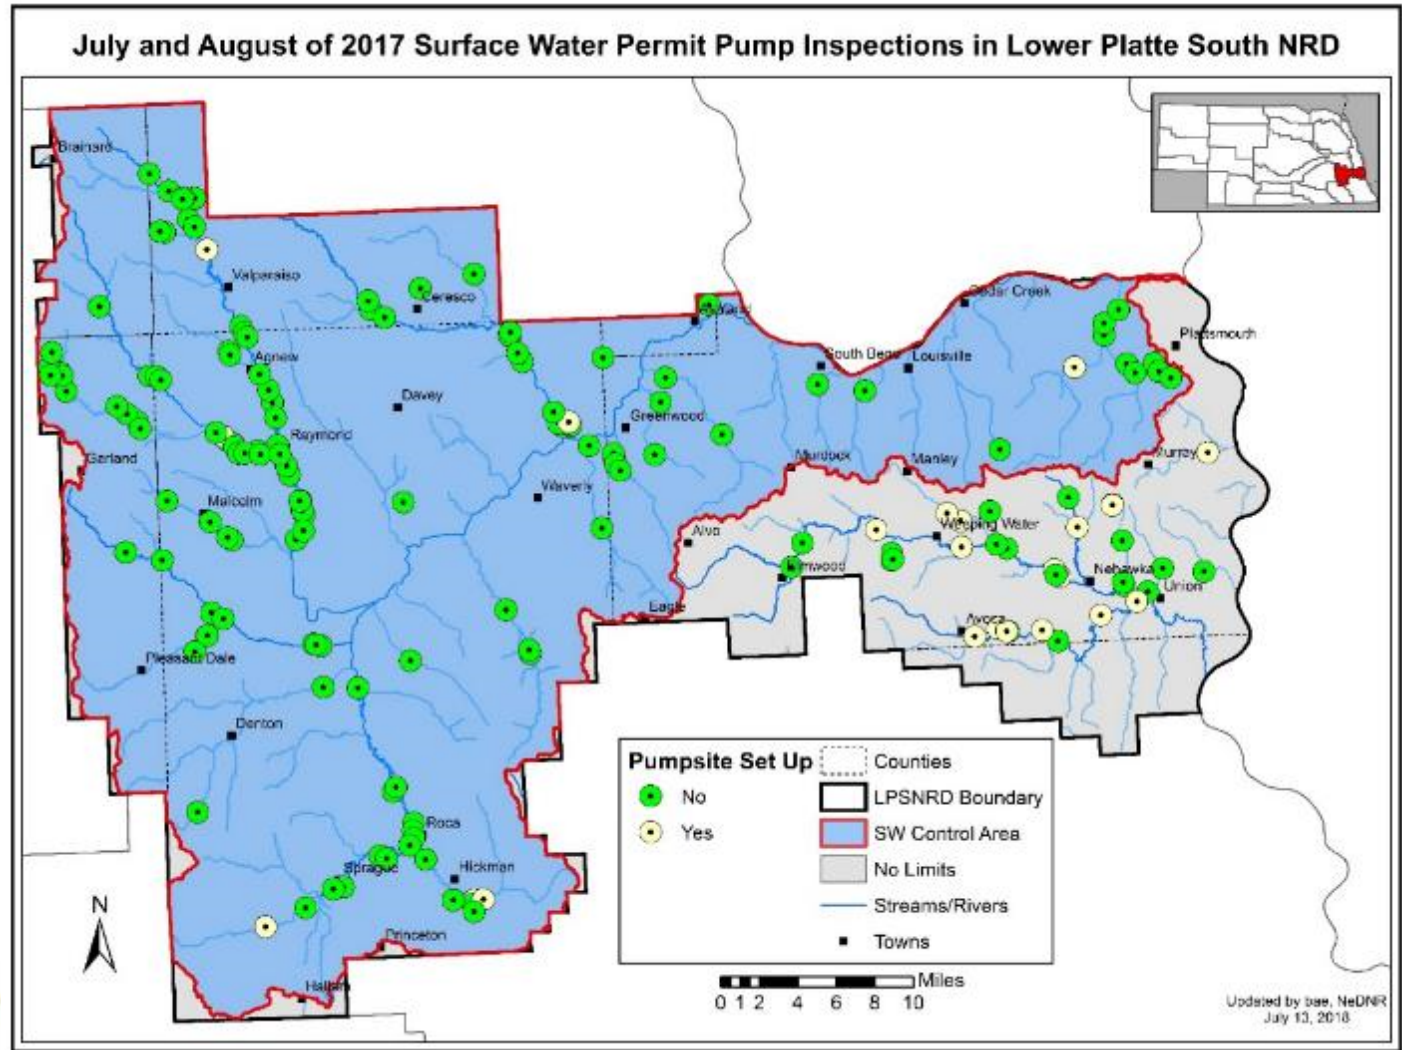 July and August of 2017 Surface Water Permit Pump Inspections in Lower Platte South NRD
Brainard
Valparaiso
Ceresco
Cedar Creek
Plattsmouth
South Bend
Louisville
Agnew
Davey
Greenwood
Raymond
Murdock
Manley
Murray
Garland
Waverly
Malcolm
Alvo
Weeping Water
Nehawka
Union
Eagle
Avoca
Pleasant Dale
Denton
Pumpsite Set Up
No
Yes
Counties
LPSNRD Boundary
SW Control Area
No Limits
Streams/Rivers
Towns
Roca
Sprague
Hickman
Princeton
Hallam
N
Miles
0 1 2 4 6 8 10
Updated by bae, NeDNR
July 13, 2018